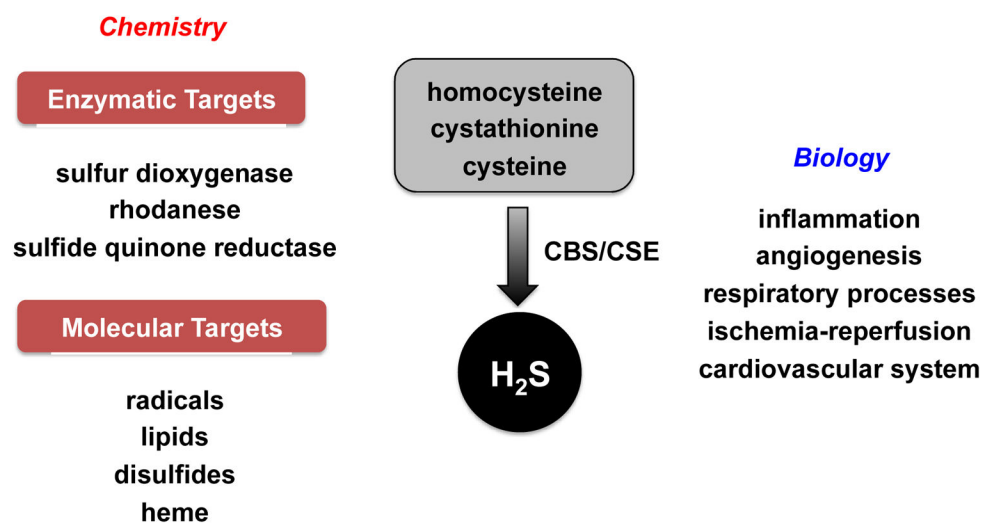 Chemistry
Enzymatic Targets
sulfur dioxygenase
rhodanese
sulfide quinone reductase
Molecular Targets
radicals
lipids
disulfides
heme
homocysteine
cystathionine
cysteine
CBS/CSE
H₂S
Biology
inflammation
angiogenesis
respiratory processes
ischemia-reperfusion
cardiovascular system